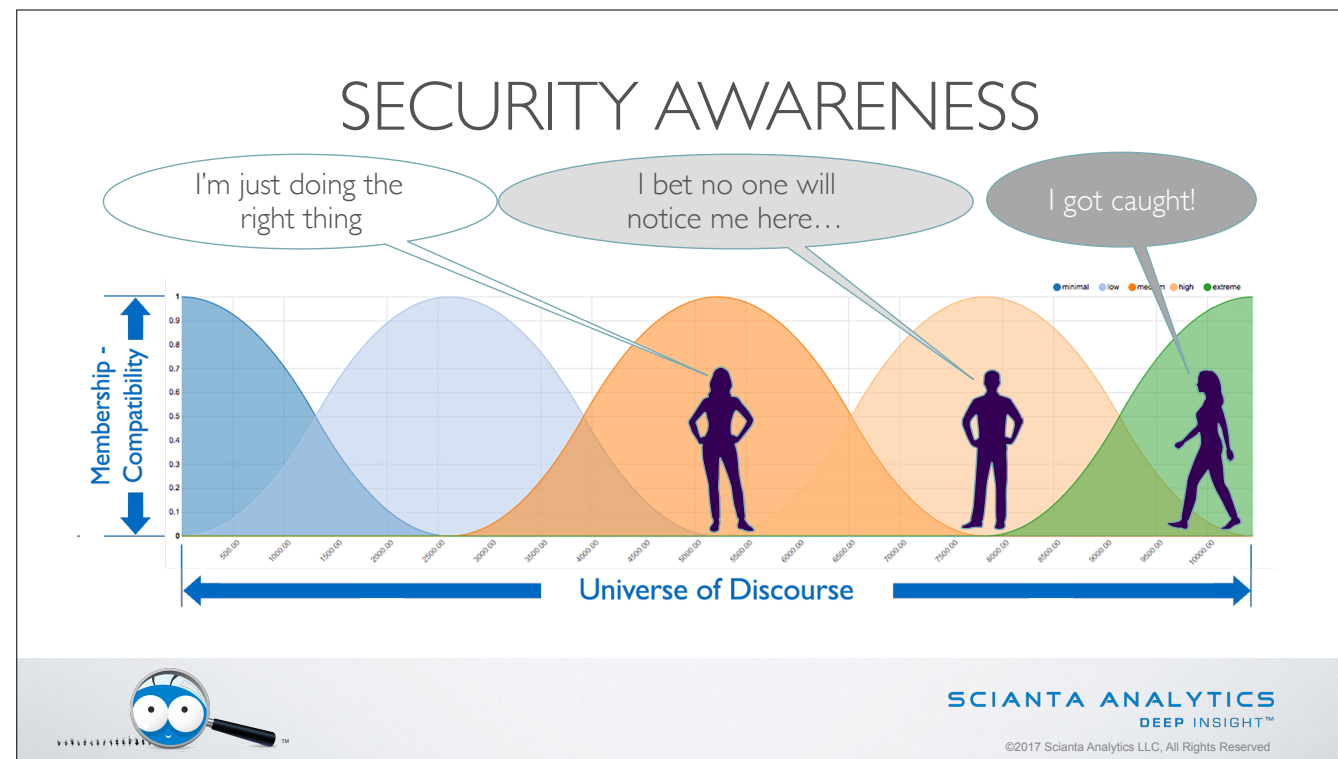 SECURITY AWARENESS
I'm just doing the
right thing
I bet no one will
notice me here…
I got caught!
minimal low medium high extreme
Membership -
Compatibility
1
0.9
0.8
0.7
0.6
0.5
0.4
0.3
0.2
0.1
0
-
500.00 1000.00 1500.00 2000.00 2500.00 3000.00 3500.00 4000.00 4500.00 5000.00 5500.00 6000.00 6500.00 7000.00 7500.00 8000.00 8500.00 9000.00 9500.00 10000.00
Universe of Discourse
TM
SCIANTA ANALYTICS
DEEP INSIGHT™
©2017 Scianta Analytics LLC, All Rights Reserved